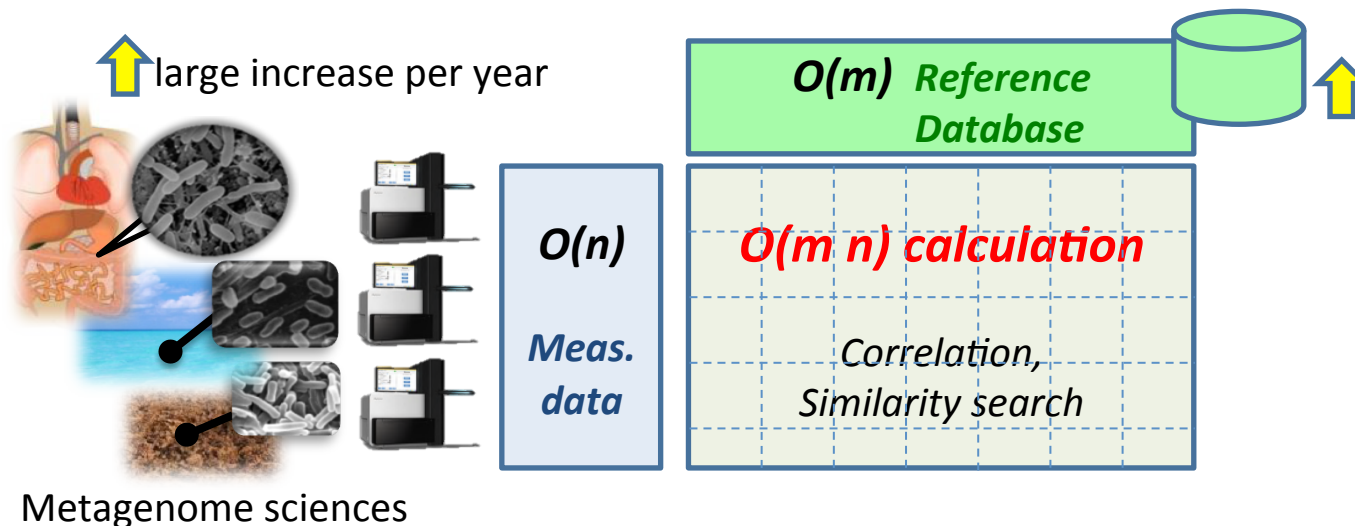 large increase per year
O(m) Reference
Database
O(n)
Meas.
data
O(m n) calculation
Correlation,
Similarity search
Metagenome sciences